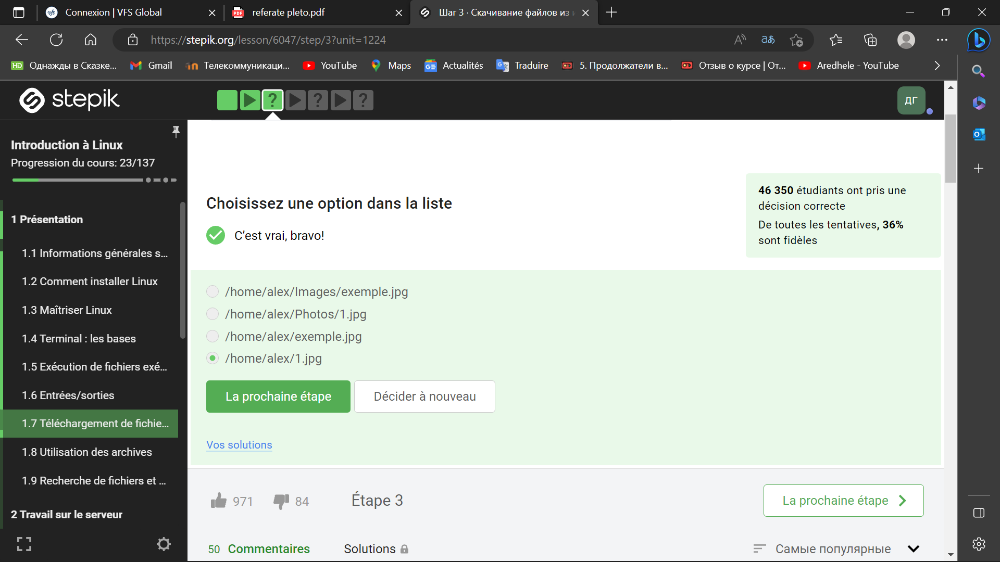 Connexion | VFS Global
referate pleto.pdf
Шаг 3 · Скачивание файлов из
https://stepik.org/lesson/6047/step/3?unit=1224
Однажды в Сказке...
Gmail
Телекоммуникаци...
YouTube
Maps
Actualités
Traduire
5. Продолжатели в...
Отзыв о курсе | От...
Aredhele - YouTube
stepik
ДГ
Introduction à Linux
Progression du cours: 23/137
1 Présentation
1.1 Informations générales s...
1.2 Comment installer Linux
1.3 Maîtriser Linux
1.4 Terminal : les bases
1.5 Exécution de fichiers exé...
1.6 Entrées/sorties
1.7 Téléchargement de fichie...
1.8 Utilisation des archives
1.9 Recherche de fichiers et ...
2 Travail sur le serveur
Choisissez une option dans la liste
C’est vrai, bravo!
46 350 étudiants ont pris une
décision correcte
De toutes les tentatives, 36%
sont fidèles
/home/alex/Images/exemple.jpg
/home/alex/Photos/1.jpg
/home/alex/exemple.jpg
/home/alex/1.jpg
La prochaine étape
Décider à nouveau
Vos solutions
971
84
Étape 3
La prochaine étape
50 Commentaires
Solutions
Самые популярные